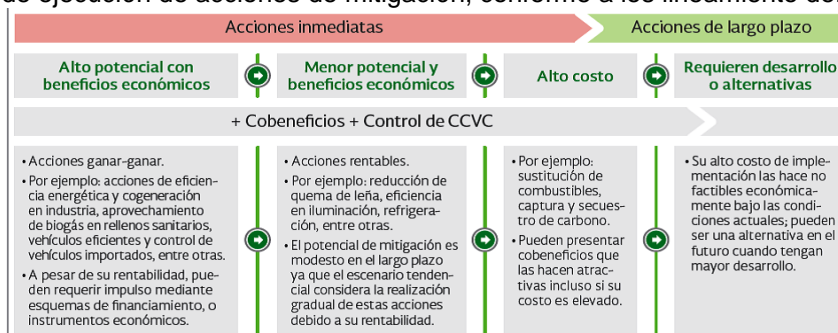 de ejecución de acciones de mitigación, conforme a los lineamiento del
Acciones inmediatas
Acciones de largo plazo
Alto potencial con
beneficios económicos
Menor potencial y
beneficios económicos
Alto costo
Requieren desarrollo
o alternativas
+ Cobeneficios + Control de CCVC
• Acciones ganar-ganar.
• Por ejemplo: acciones de eficien-
cia energética y cogeneración
en industria, aprovechamiento
de biogás en rellenos sanitarios,
vehículos eficientes y control de
vehículos importados, entre otras.
• A pesar de su rentabilidad, pue-
den requerir impulso mediante
esquemas de financiamiento, o
instrumentos económicos.
• Acciones rentables.
• Por ejemplo: reducción de
quema de leña, eficiencia
en iluminación, refrigera-
ción, entre otras.
• El potencial de mitigación es
modesto en el largo plazo
ya que el escenario tenden-
cial considera la realización
gradual de estas acciones
debido a su rentabilidad.
• Por ejemplo:
sustitución de
combustibles,
captura y secues-
tro de carbono.
• Pueden presentar
cobeneficios que
las hacen atrac-
tivas incluso si su
costo es elevado.
• Su alto costo de imple-
mentación las hace no
factibles económica-
mente bajo las condi-
ciones actuales; pueden
ser una alternativa en el
futuro cuando tengan
mayor desarrollo.